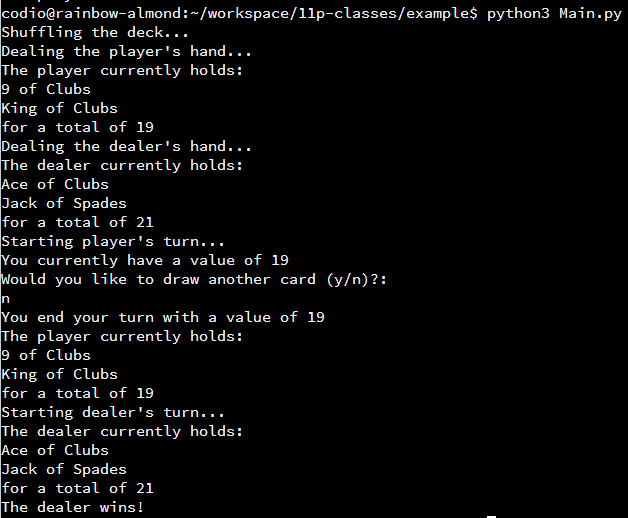 codio@rainbow-almond:~/workspace/11p-classes/example$ python3 Main.py
Shuffling the deck...
Dealing the player's hand...
The player currently holds:
9 of Clubs
King of Clubs
for a total of 19
Dealing the dealer's hand...
The dealer currently holds:
Ace of Clubs
Jack of Spades
for a total of 21
Starting player's turn...
You currently have a value of 19
Would you like to draw another card (y/n)?:
n
You end your turn with a value of 19
The player currently holds:
9 of Clubs
King of Clubs
for a total of 19
Starting dealer's turn...
The dealer currently holds:
Ace of Clubs
Jack of Spades
for a total of 21
The dealer wins!